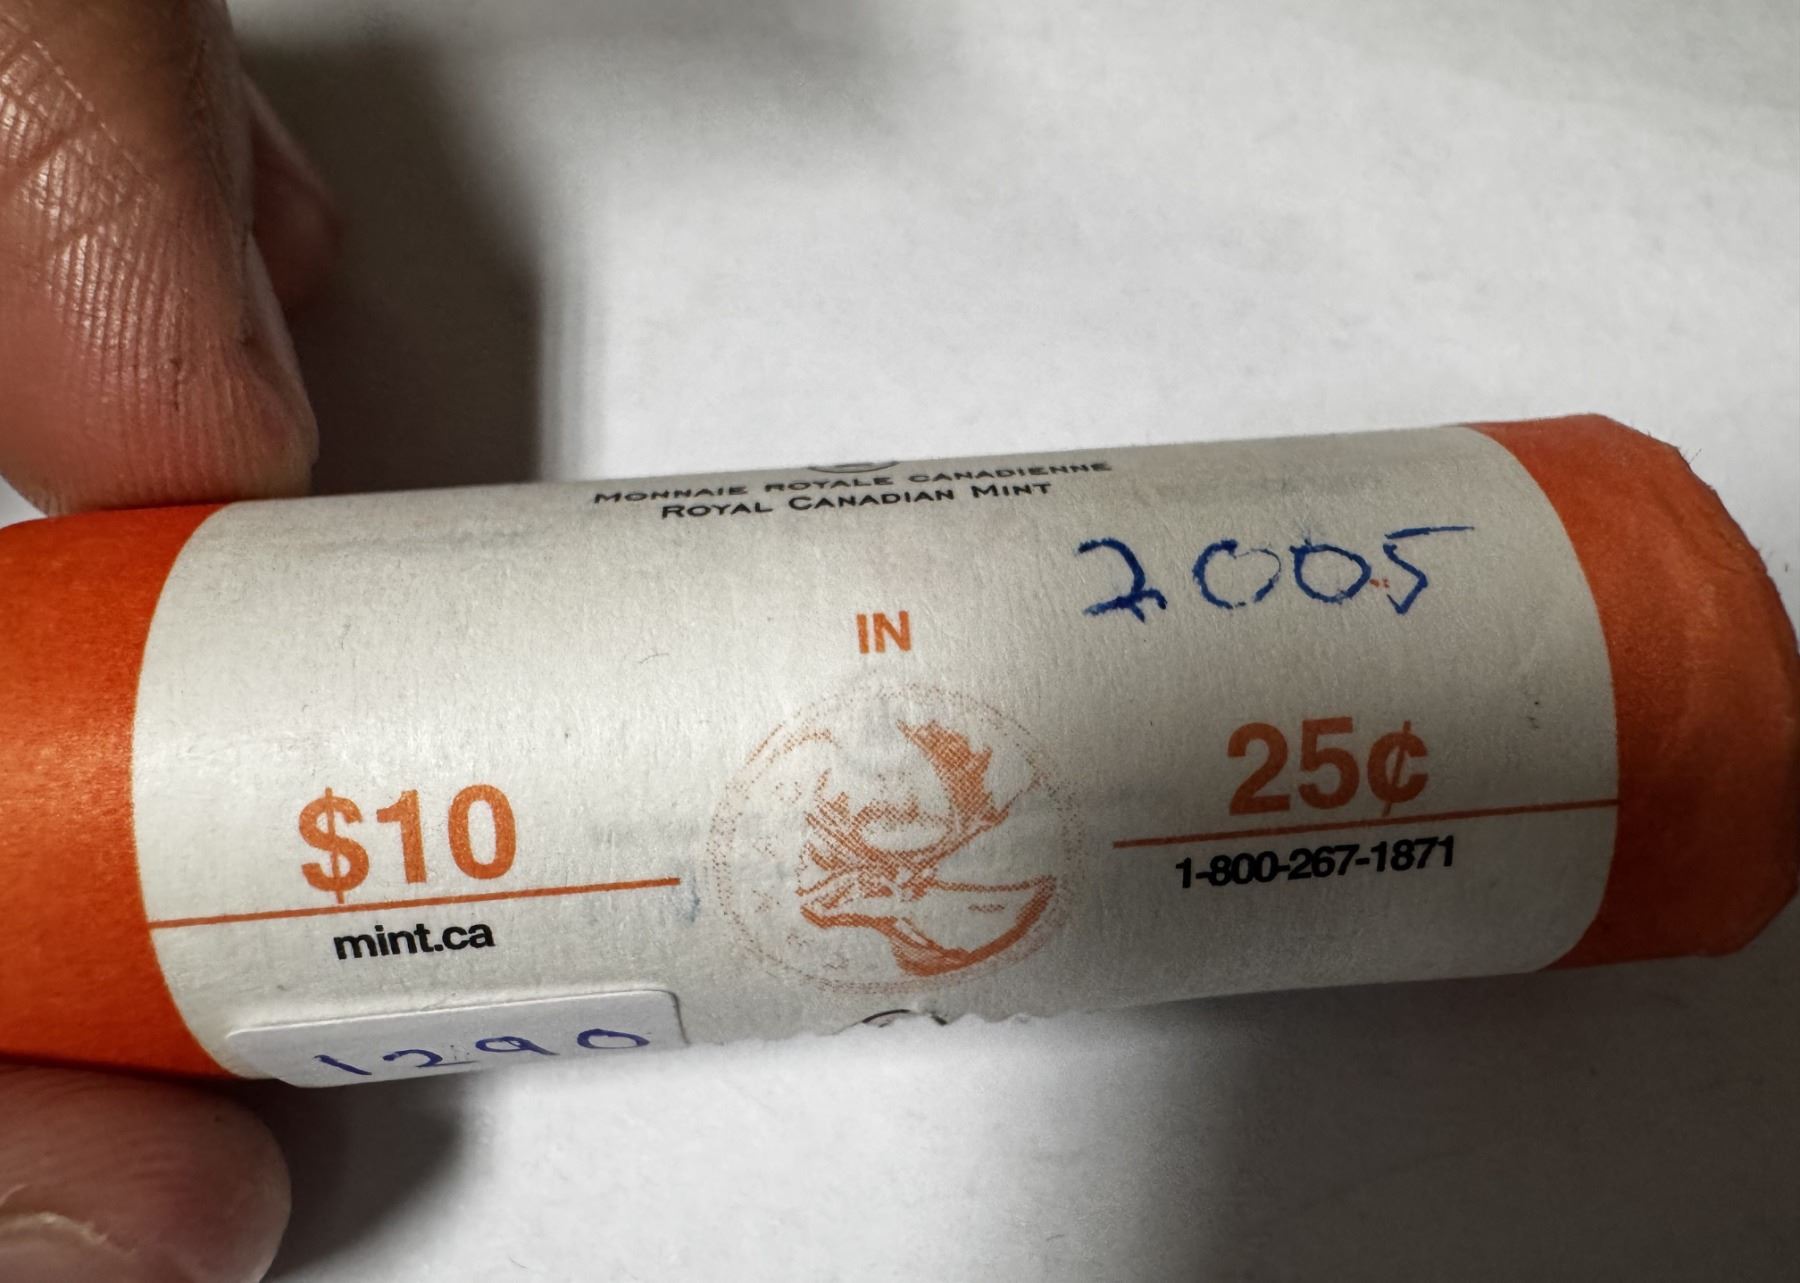 MONNAIE ROYALE CANADIENNE
ROYAL CANADIAN MINT
2005
IN
$10
25¢
mint.ca
1-800-267-1871
1290